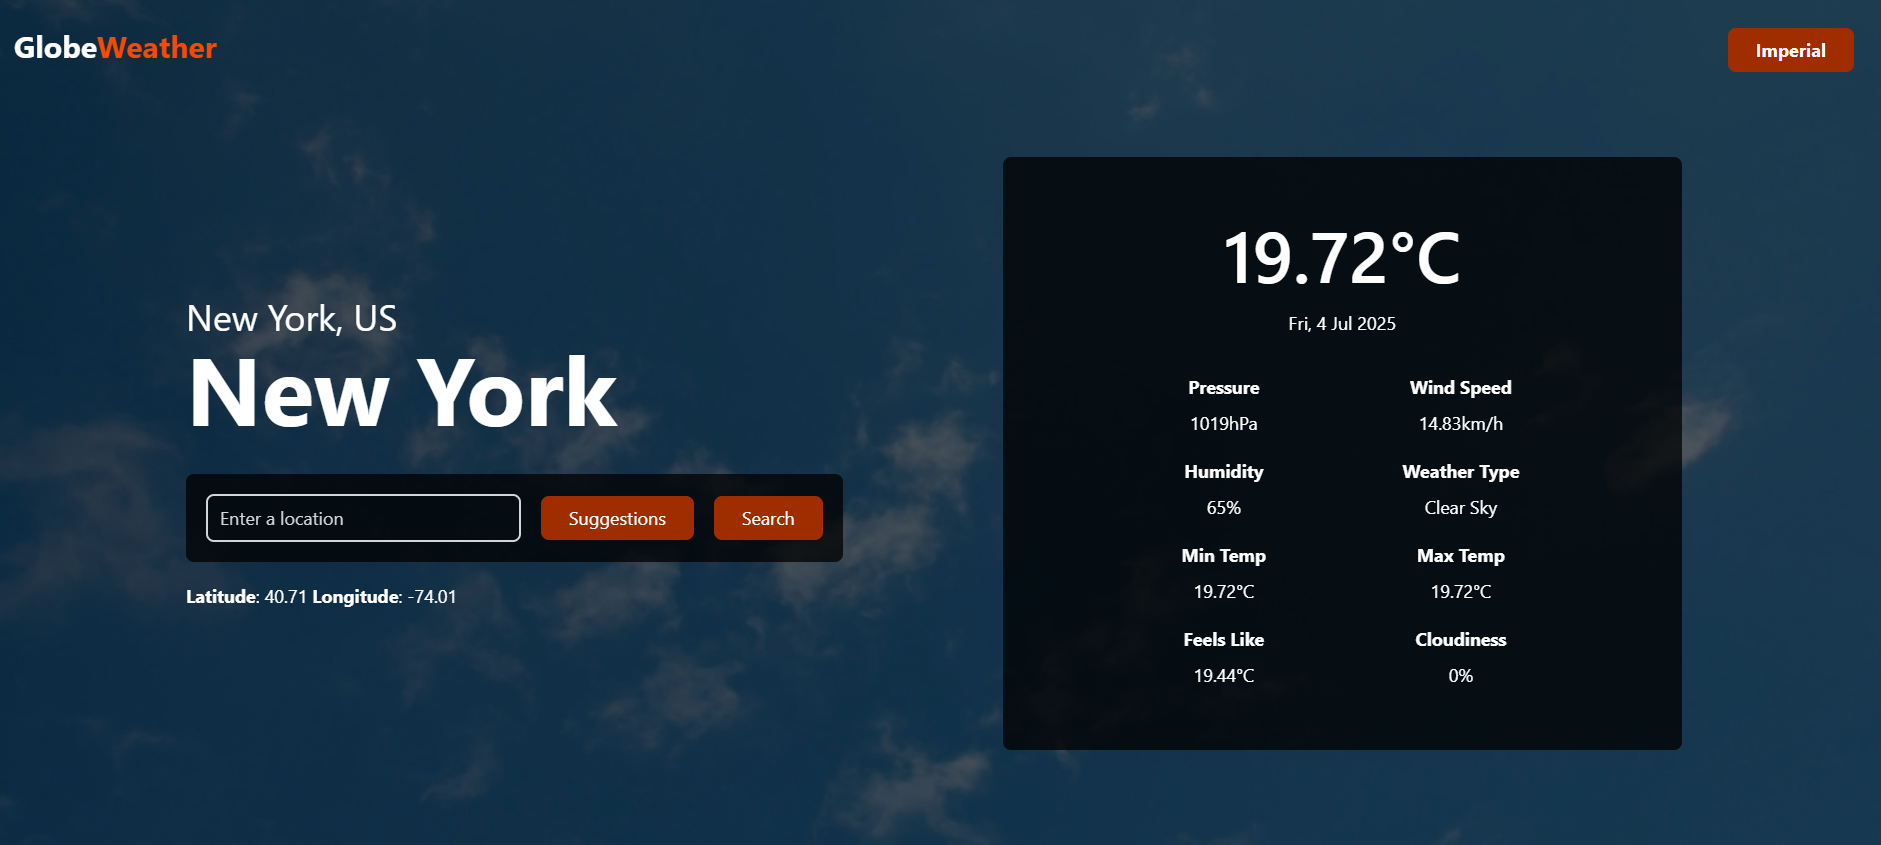 GlobeWeather
Imperial
New York, US
New York
Enter a location
Suggestions
Search
Latitude: 40.71 Longitude: -74.01
19.72°C
Fri, 4 Jul 2025
Pressure
Wind Speed
1019hPa
14.83km/h
Humidity
Weather Type
65%
Clear Sky
Min Temp
Max Temp
19.72°C
19.72°C
Feels Like
Cloudiness
19.44°C
0%